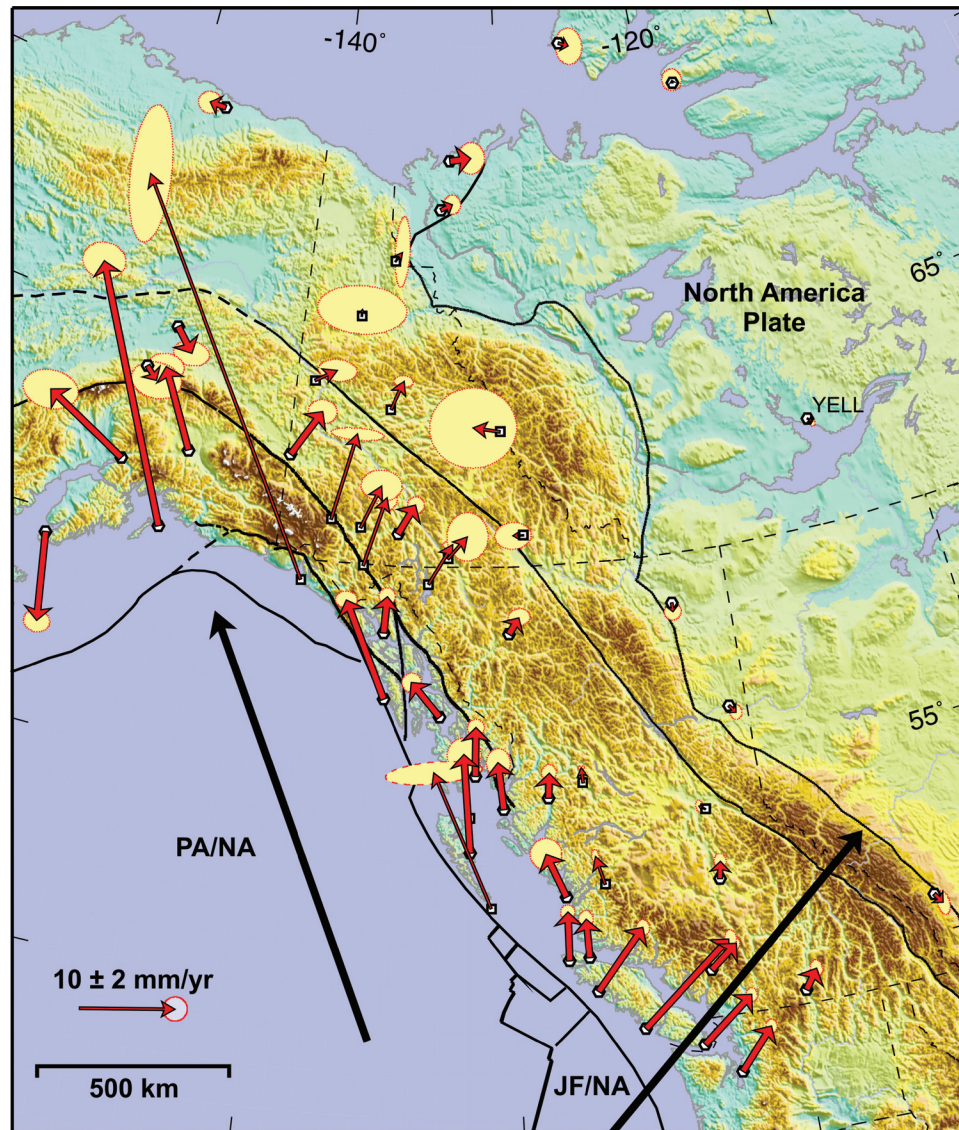 -140°
-120°
65°
North America
Plate
YELL
55°
PA/NA
10 ± 2 mm/yr
500 km
JF/NA